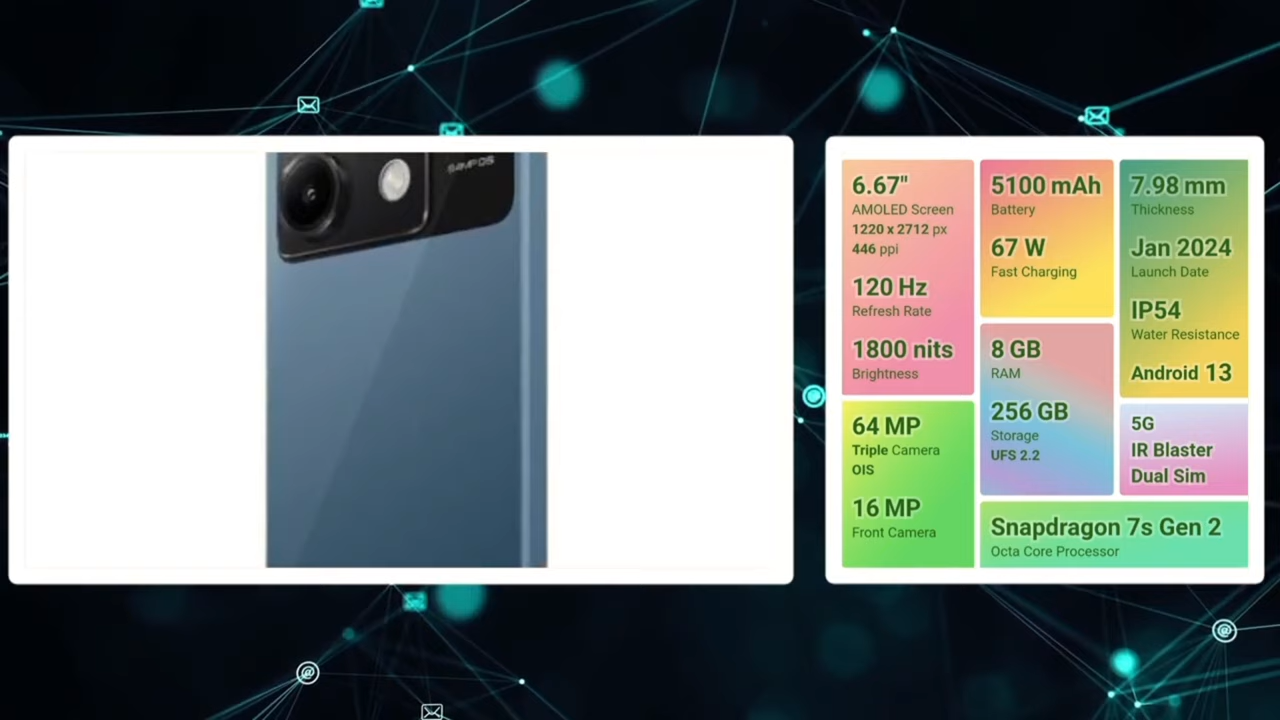 64MP OIS
6.67"
AMOLED Screen
1220 x 2712 px
446 ppi
120 Hz
Refresh Rate
1800 nits
Brightness
64 MP
Triple Camera
OIS
16 MP
Front Camera
5100 mAh
Battery
67 W
Fast Charging
8 GB
RAM
256 GB
Storage
UFS 2.2
7.98 mm
Thickness
Jan 2024
Launch Date
IP54
Water Resistance
Android 13
5G
IR Blaster
Dual Sim
Snapdragon 7s Gen 2
Octa Core Processor